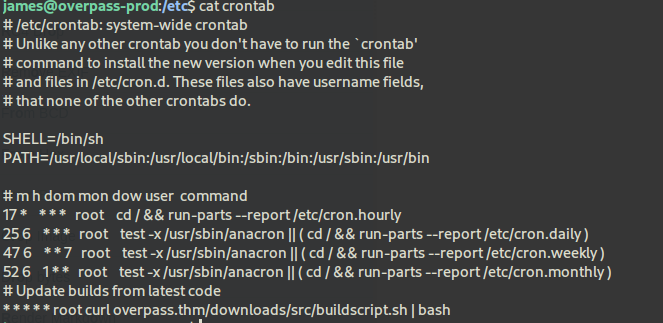 james@overpass-prod:/etc$ cat crontab
# /etc/crontab: system-wide crontab
# Unlike any other crontab you don't have to run the `crontab'
# command to install the new version when you edit this file
# and files in /etc/cron.d. These files also have username fields,
# that none of the other crontabs do.
SHELL=/bin/sh
PATH=/usr/local/sbin:/usr/local/bin:/sbin:/bin:/usr/sbin:/usr/bin
# m h dom mon dow user  command
17 *   * * *  root   cd / && run-parts --report /etc/cron.hourly
25 6   * * *  root   test -x /usr/sbin/anacron || ( cd / && run-parts --report /etc/cron.daily )
47 6   * * 7  root   test -x /usr/sbin/anacron || ( cd / && run-parts --report /etc/cron.weekly )
52 6   1 * *  root   test -x /usr/sbin/anacron || ( cd / && run-parts --report /etc/cron.monthly )
# Update builds from latest code
* * * * * root curl overpass.thm/downloads/src/buildscript.sh | bash